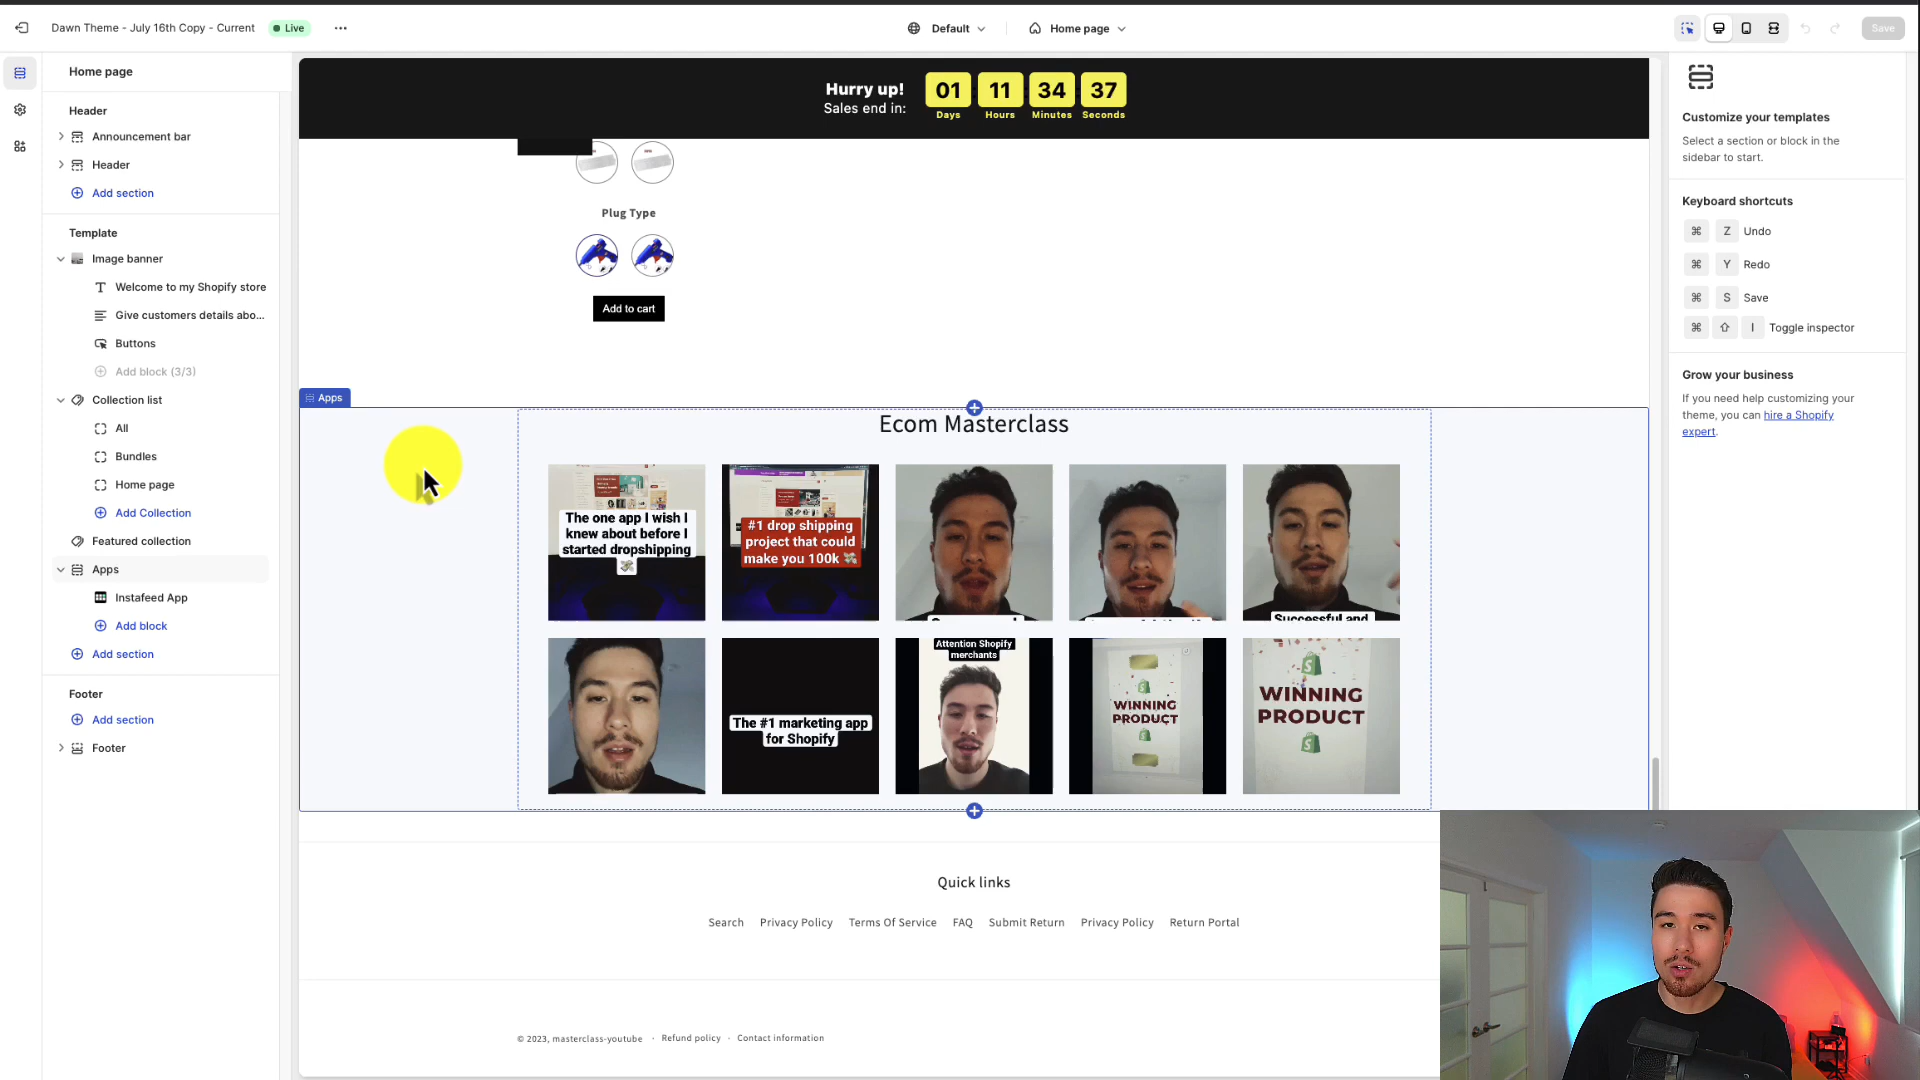 Dawn Theme - July 16th Copy - Current
Live
Default
Home page
Save
Home page
Header
Announcement bar
Header
Add section
Template
Image banner
Welcome to my Shopify store
Give customers details abo...
Buttons
Add block (3/3)
Collection list
All
Bundles
Home page
Add Collection
Featured collection
Apps
Instafeed App
Add block
Add section
Footer
Add section
Footer
Hurry up!
Sales end in:
01 11 34 37
Days Hours Minutes Seconds
Plug Type
Add to cart
Apps
Ecom Masterclass
The one app I wish I
knew about before I
started dropshipping
#1 drop shipping
project that could
make you 100k
Successful and
The #1 marketing app
for Shopify
Attention Shopify
merchants
WINNING
PRODUCT
WINNING
PRODUCT
Quick links
Search Privacy Policy Terms Of Service FAQ Submit Return Privacy Policy Return Portal
© 2023, masterclass-youtube · Refund policy · Contact information
Customize your templates
Select a section or block in the
sidebar to start.
Keyboard shortcuts
⌘ Z Undo
⌘ Y Redo
⌘ S Save
⌘ ⇧ I Toggle inspector
Grow your business
If you need help customizing your
theme, you can hire a Shopify
expert.